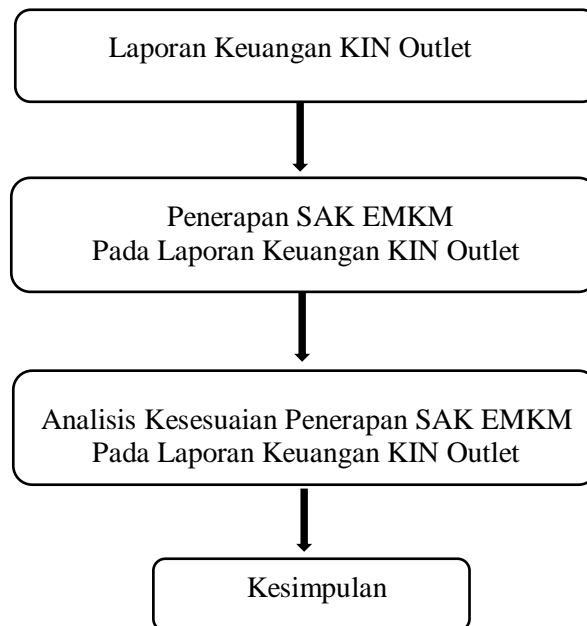 Laporan Keuangan KIN Outlet
Penerapan SAK EMKM
Pada Laporan Keuangan KIN Outlet
Analisis Kesesuaian Penerapan SAK EMKM
Pada Laporan Keuangan KIN Outlet
Kesimpulan